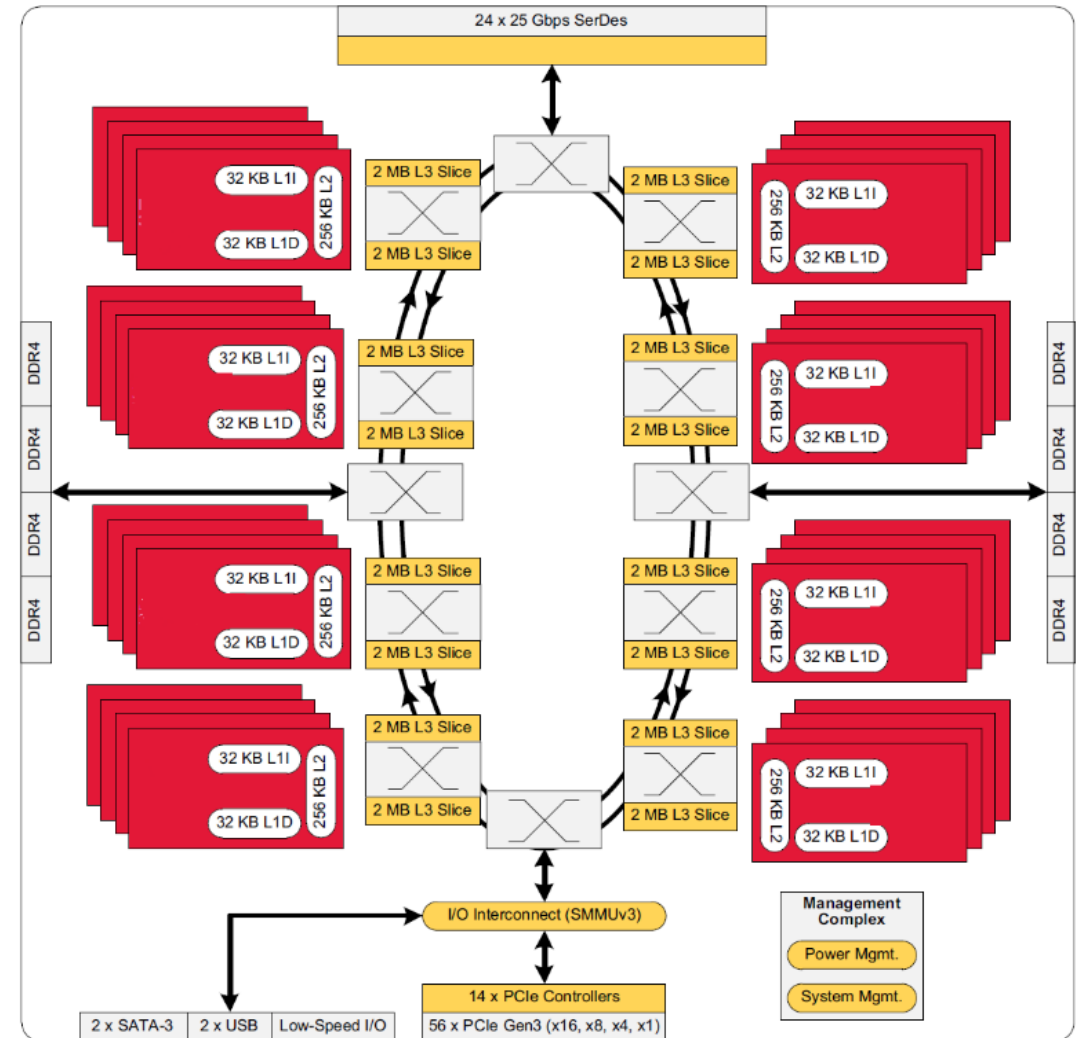 24 x 25 Gbps SerDes
32 KB L1I
256 KB L2
32 KB L1D
2 MB L3 Slice
2 MB L3 Slice
2 MB L3 Slice
2 MB L3 Slice
256 KB L2
32 KB L1I
32 KB L1D
32 KB L1I
256 KB L2
32 KB L1D
2 MB L3 Slice
2 MB L3 Slice
2 MB L3 Slice
2 MB L3 Slice
256 KB L2
32 KB L1I
32 KB L1D
DDR4
DDR4
DDR4
DDR4
DDR4
DDR4
DDR4
DDR4
32 KB L1I
256 KB L2
32 KB L1D
2 MB L3 Slice
2 MB L3 Slice
2 MB L3 Slice
2 MB L3 Slice
256 KB L2
32 KB L1I
32 KB L1D
32 KB L1I
256 KB L2
32 KB L1D
2 MB L3 Slice
2 MB L3 Slice
2 MB L3 Slice
2 MB L3 Slice
256 KB L2
32 KB L1I
32 KB L1D
I/O Interconnect (SMMUv3)
Management
Complex
Power Mgmt.
System Mgmt.
14 x PCIe Controllers
56 x PCIe Gen3 (x16, x8, x4, x1)
2 x SATA-3
2 x USB
Low-Speed I/O